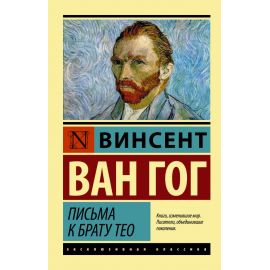 N ВИНСЕНТ
ВАН ГОГ
ПИСЬМА
К БРАТУ ТЕО
Книги, изменившие мир.
Писатели, объединившие
поколения.
ЭКСКЛЮЗИВНАЯ КЛАССИКА